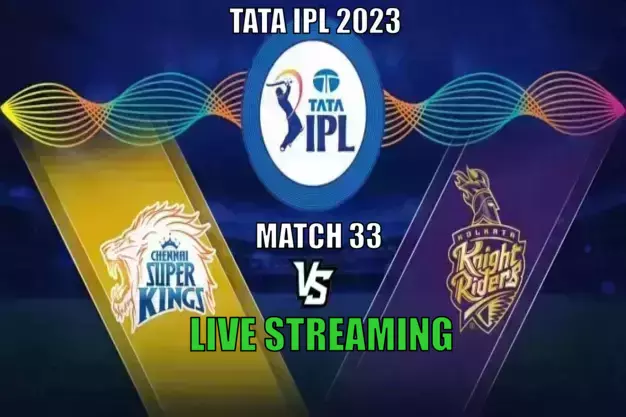 TATA IPL 2023
TATA
IPL
MATCH 33
CHENNAI
SUPER
KINGS
VS
KOLKATA
Knight
Riders
LIVE STREAMING